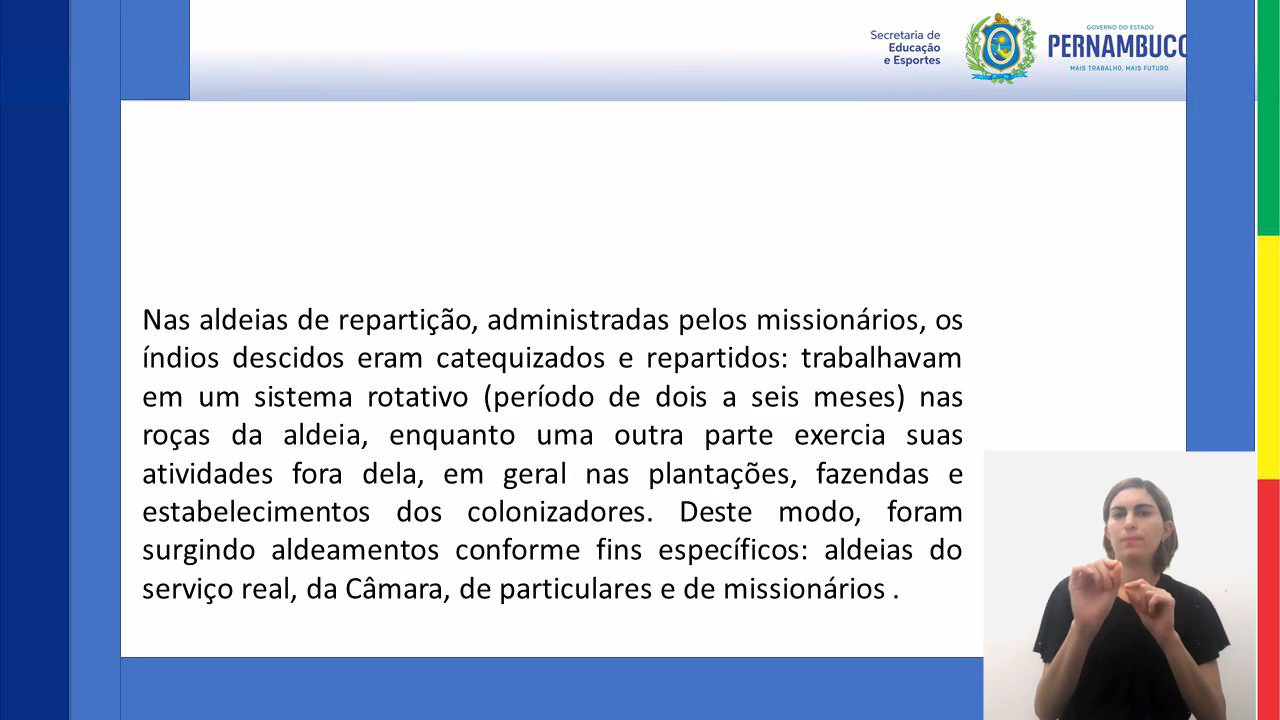 Secretaria de
Educação
e Esportes
GOVERNO DO ESTADO
PERNAMBUCO
MAIS TRABALHO, MAIS FUTURO.
Nas aldeias de repartição, administradas pelos missionários, os
índios descidos eram catequizados e repartidos: trabalhavam
em um sistema rotativo (período de dois a seis meses) nas
roças da aldeia, enquanto uma outra parte exercia suas
atividades fora dela, em geral nas plantações, fazendas e
estabelecimentos dos colonizadores. Deste modo, foram
surgindo aldeamentos conforme fins específicos: aldeias do
serviço real, da Câmara, de particulares e de missionários .